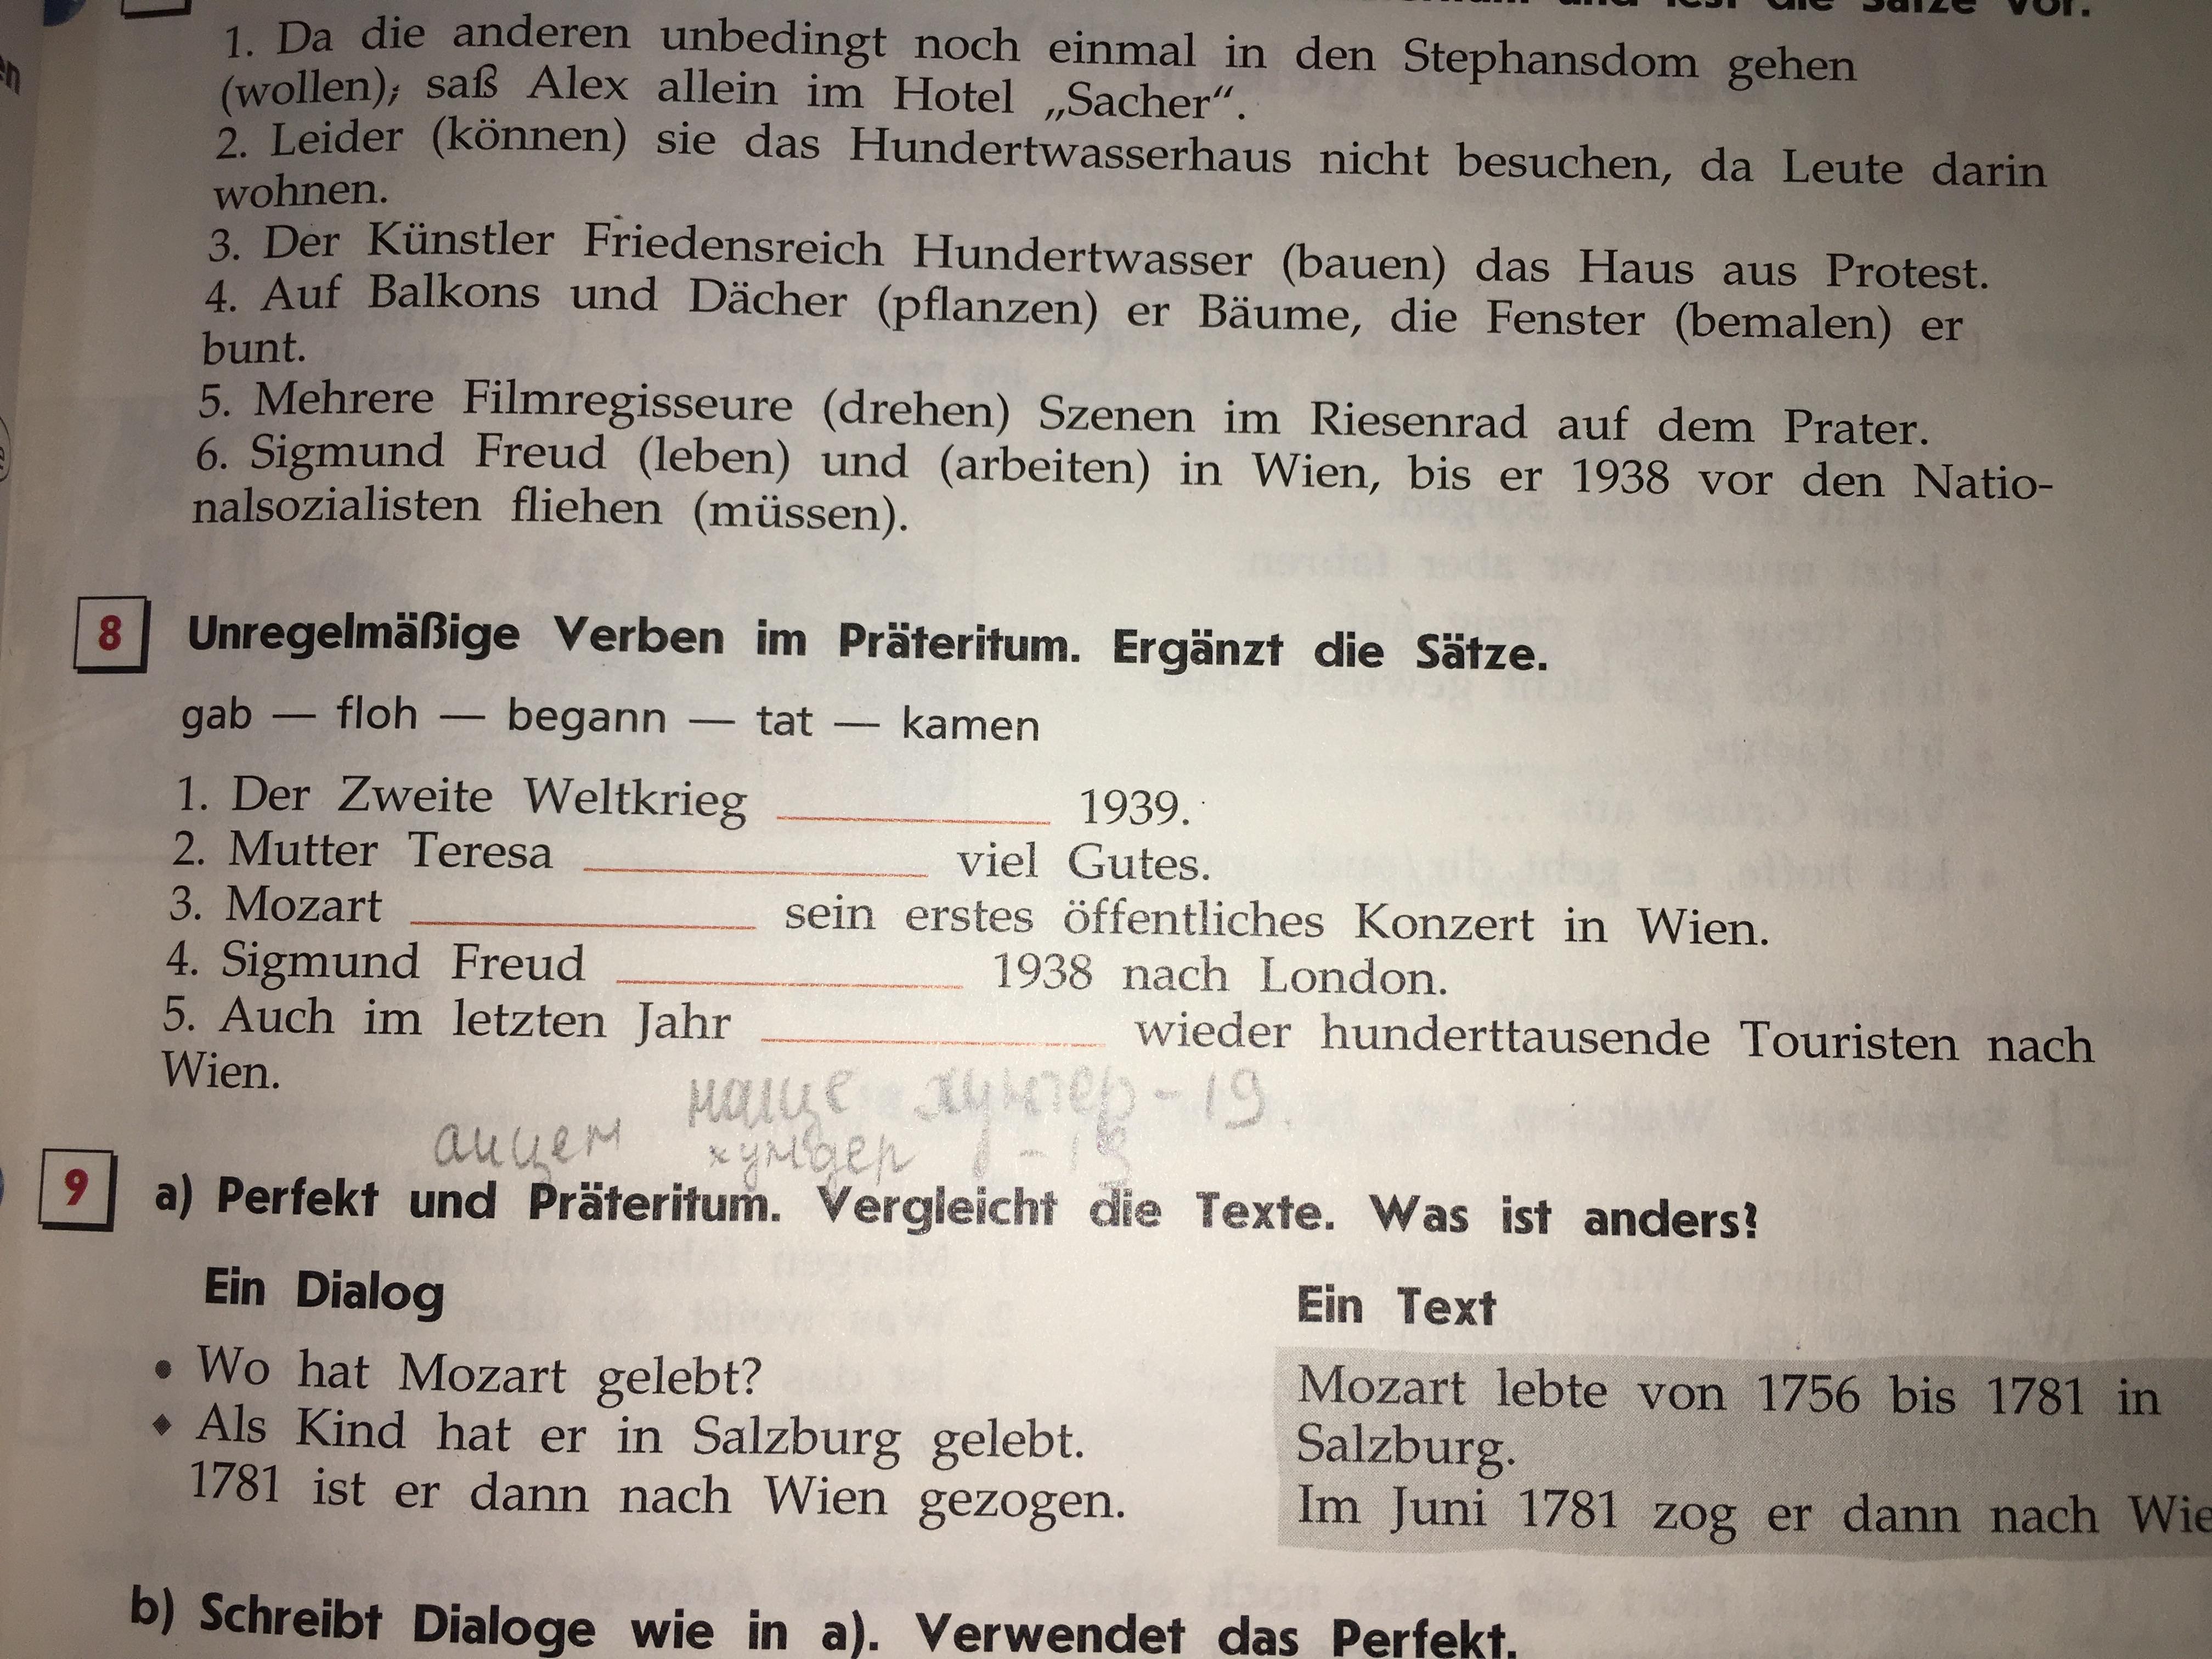 die Sätze vor.
1. Da die anderen unbedingt noch einmal in den Stephansdom gehen
(wollen), saß Alex allein im Hotel „Sacher“.
2. Leider (können) sie das Hundertwasserhaus nicht besuchen, da Leute darin
wohnen.
3. Der Künstler Friedensreich Hundertwasser (bauen) das Haus aus Protest.
4. Auf Balkons und Dächer (pflanzen) er Bäume, die Fenster (bemalen) er
bunt.
5. Mehrere Filmregisseure (drehen) Szenen im Riesenrad auf dem Prater.
6. Sigmund Freud (leben) und (arbeiten) in Wien, bis er 1938 vor den Natio-
nalsozialisten fliehen (müssen).
8 Unregelmäßige Verben im Präteritum. Ergänzt die Sätze.
gab — floh — begann — tat — kamen
1. Der Zweite Weltkrieg 1939.
2. Mutter Teresa viel Gutes.
3. Mozart sein erstes öffentliches Konzert in Wien.
4. Sigmund Freud 1938 nach London.
5. Auch im letzten Jahr wieder hunderttausende Touristen nach
Wien.
9 a) Perfekt und Präteritum. Vergleicht die Texte. Was ist anders?
Ein Dialog
• Wo hat Mozart gelebt?
♦ Als Kind hat er in Salzburg gelebt.
1781 ist er dann nach Wien gezogen.
Ein Text
Mozart lebte von 1756 bis 1781 in
Salzburg.
Im Juni 1781 zog er dann nach Wie
b) Schreibt Dialoge wie in a). Verwendet das Perfekt.